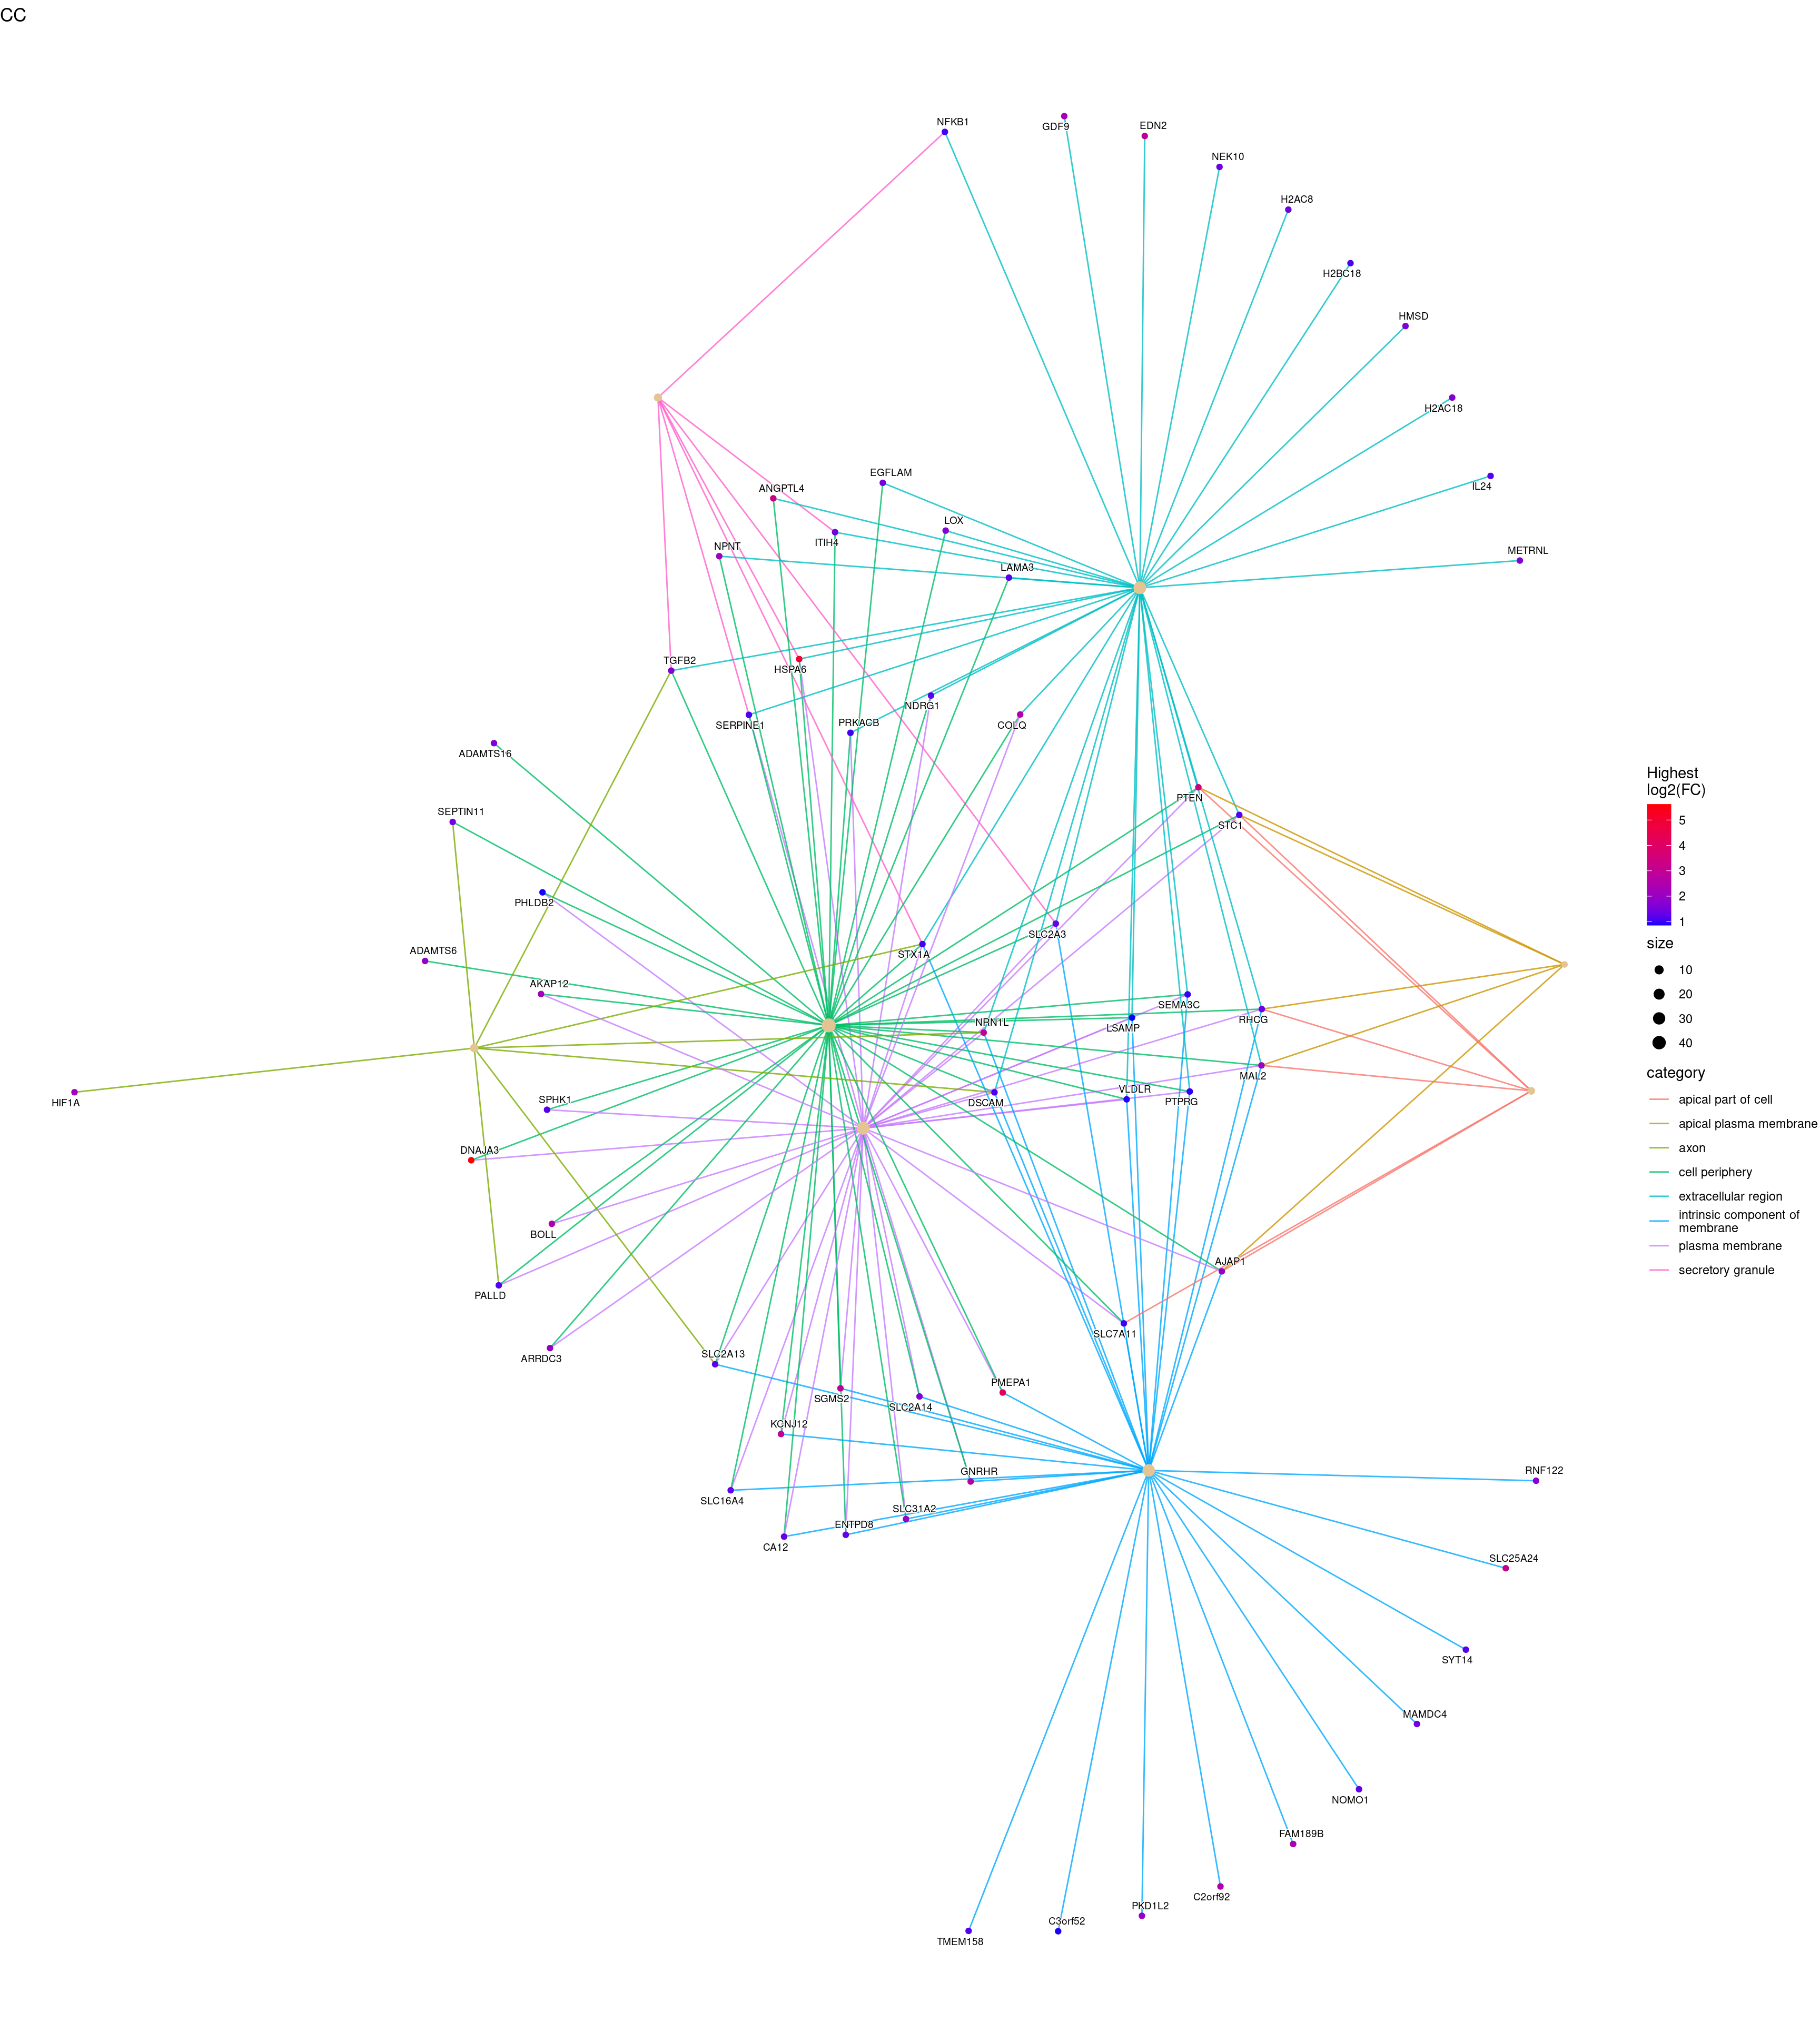 CC
NFKB1
GDF9
EDN2
NEK10
H2AC8
H2BC18
HMSD
H2AC18
IL24
METRNL
EGFLAM
ANGPTL4
LOX
ITIH4
NPNT
LAMA3
TGFB2
HSPA6
NDRG1
SERPINE1
PRKACB
COLQ
ADAMTS16
SEPTIN11
PTEN
STC1
PHLDB2
SLC2A3
STX1A
ADAMTS6
AKAP12
SEMA3C
RHCG
NRN1L
LSAMP
MAL2
HIF1A
SPHK1
DSCAM
VLDLR
PTPRG
DNAJA3
BOLL
PALLD
AJAP1
SLC7A11
ARRDC3
SLC2A13
SGMS2
SLC2A14
PMEPA1
KCNJ12
GNRHR
SLC16A4
SLC31A2
ENTPD8
CA12
RNF122
SLC25A24
SYT14
MAMDC4
NOMO1
FAM189B
C2orf92
PKD1L2
C3orf52
TMEM158
Highest
log2(FC)
5
4
3
2
1
size
10
20
30
40
category
apical part of cell
apical plasma membrane
axon
cell periphery
extracellular region
intrinsic component of
membrane
plasma membrane
secretory granule